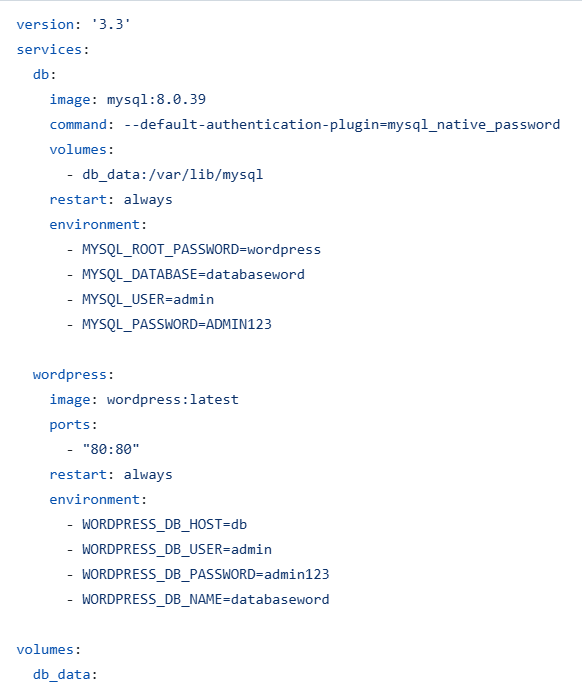 version: '3.3'
services:
  db:
    image: mysql:8.0.39
    command: --default-authentication-plugin=mysql_native_password
    volumes:
      - db_data:/var/lib/mysql
    restart: always
    environment:
      - MYSQL_ROOT_PASSWORD=wordpress
      - MYSQL_DATABASE=databaseword
      - MYSQL_USER=admin
      - MYSQL_PASSWORD=ADMIN123

  wordpress:
    image: wordpress:latest
    ports:
      - "80:80"
    restart: always
    environment:
      - WORDPRESS_DB_HOST=db
      - WORDPRESS_DB_USER=admin
      - WORDPRESS_DB_PASSWORD=admin123
      - WORDPRESS_DB_NAME=databaseword

volumes:
  db_data: